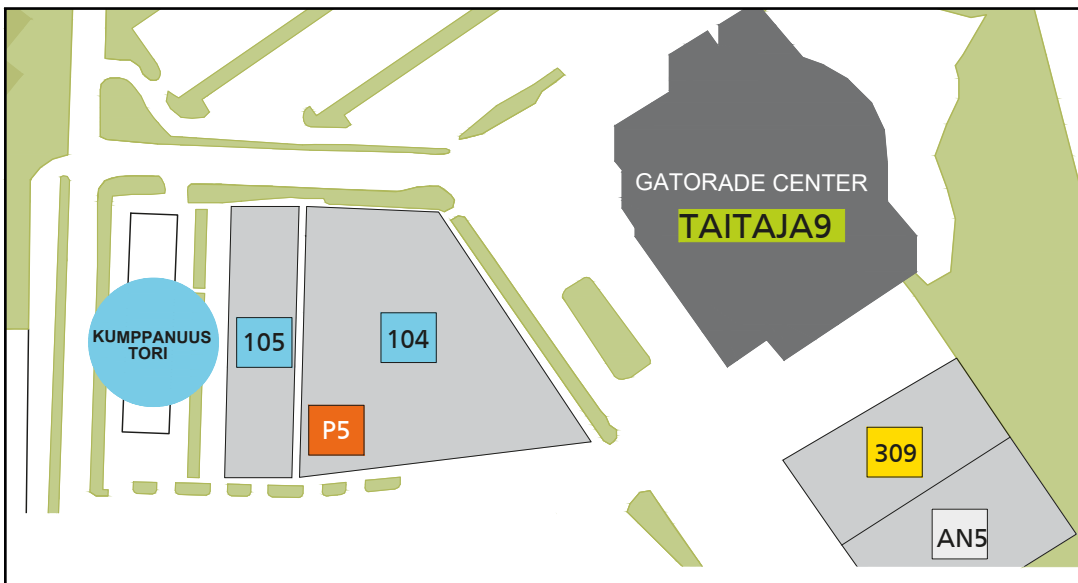 GATORADE CENTER
TAITAJA9
KUMPPANUUS
TORI
105
104
P5
309
AN5